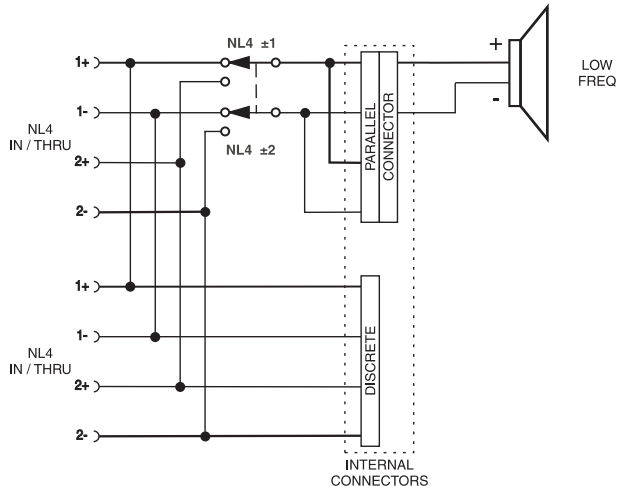 NL4 ±1
1+
1-
NL4
IN / THRU
2+
2-
NL4 ±2
PARALLEL
CONNECTOR
+
-
LOW
FREQ
1+
1-
NL4
IN / THRU
2+
2-
DISCRETE
INTERNAL
CONNECTORS